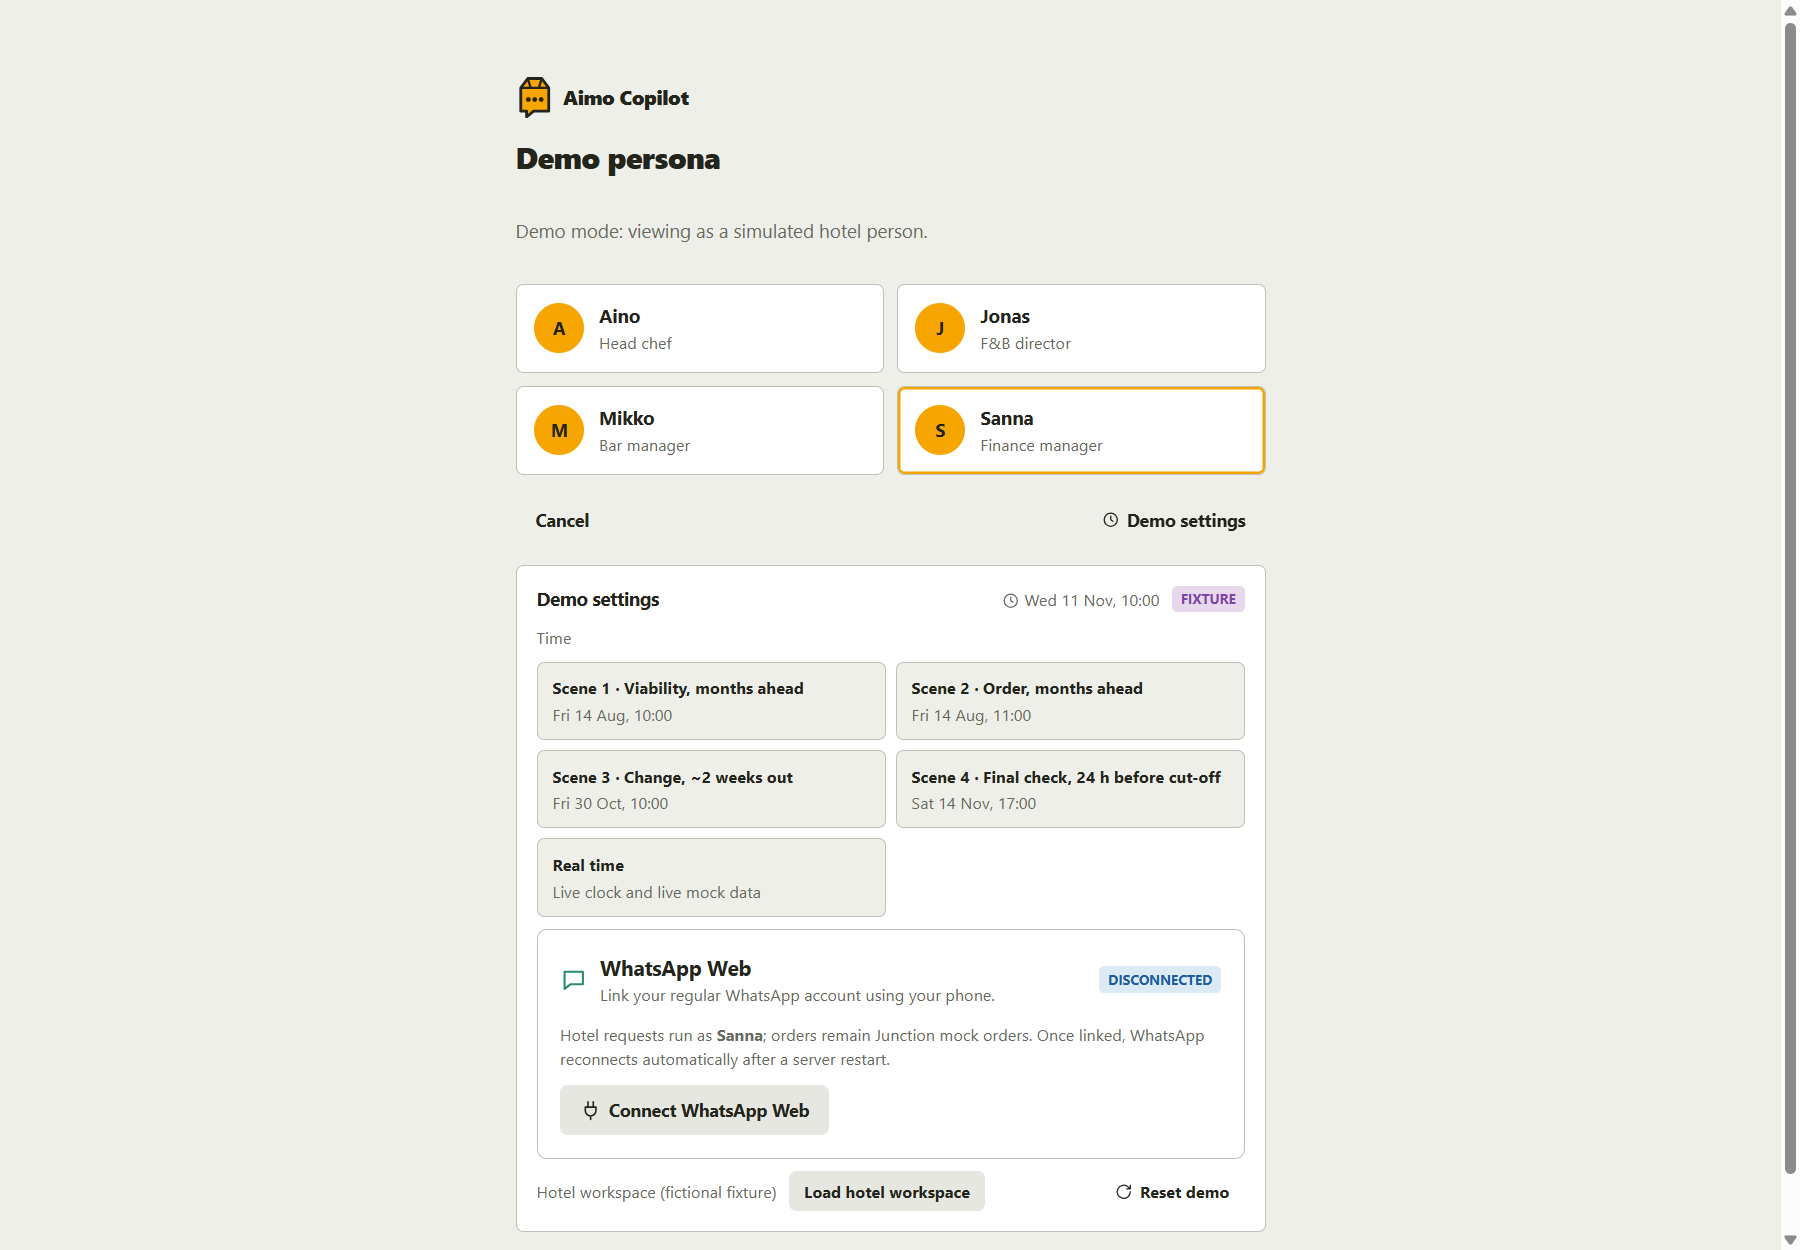 Aimo Copilot
Demo persona
Demo mode: viewing as a simulated hotel person.
A
Aino
Head chef
J
Jonas
F&B director
M
Mikko
Bar manager
S
Sanna
Finance manager
Cancel
Demo settings
Demo settings
Wed 11 Nov, 10:00
FIXTURE
Time
Scene 1 · Viability, months ahead
Fri 14 Aug, 10:00
Scene 2 · Order, months ahead
Fri 14 Aug, 11:00
Scene 3 · Change, ~2 weeks out
Fri 30 Oct, 10:00
Scene 4 · Final check, 24 h before cut-off
Sat 14 Nov, 17:00
Real time
Live clock and live mock data
WhatsApp Web
Link your regular WhatsApp account using your phone.
DISCONNECTED
Hotel requests run as Sanna; orders remain Junction mock orders. Once linked, WhatsApp
reconnects automatically after a server restart.
Connect WhatsApp Web
Hotel workspace (fictional fixture)
Load hotel workspace
Reset demo